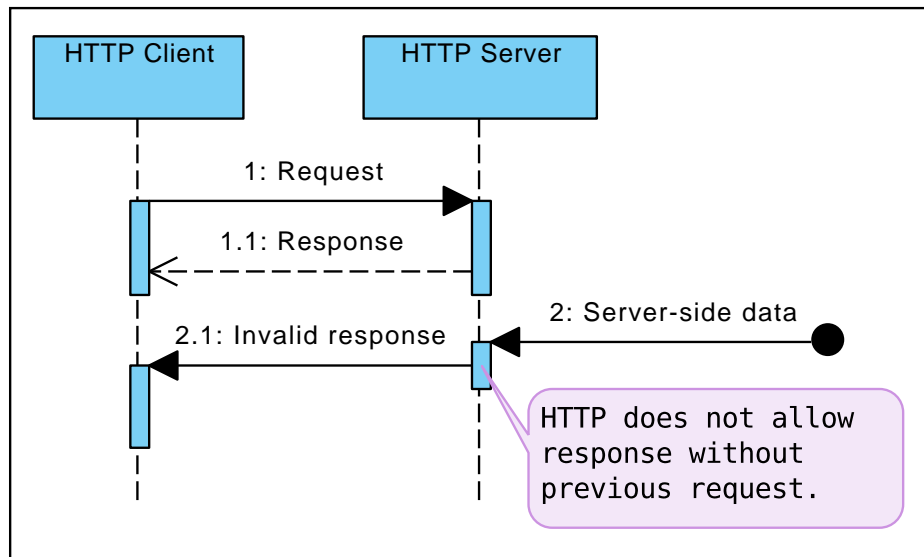 HTTP Client
HTTP Server
1: Request
1.1: Response
2: Server-side data
2.1: Invalid response
HTTP does not allow
response without
previous request.